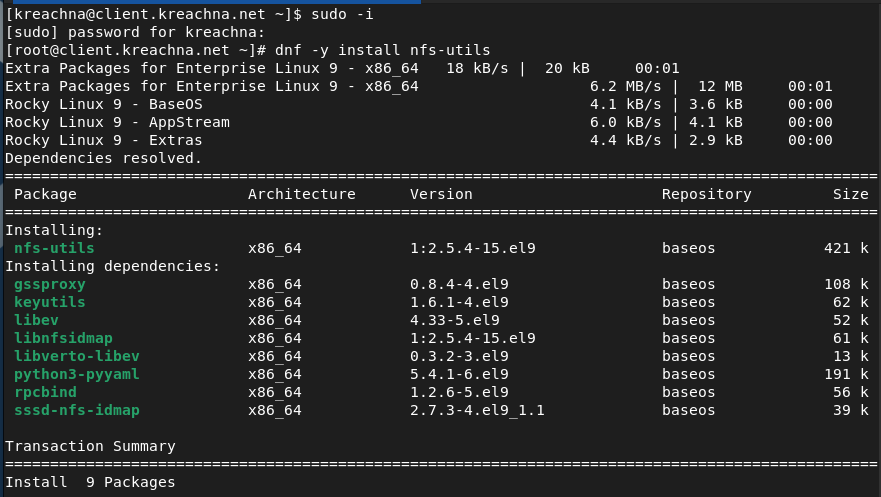 [kreachna@client.kreachna.net ~]$ sudo -i
[sudo] password for kreachna:
[root@client.kreachna.net ~]# dnf -y install nfs-utils
Extra Packages for Enterprise Linux 9 - x86_64   18 kB/s |  20 kB     00:01
Extra Packages for Enterprise Linux 9 - x86_64                   6.2 MB/s |  12 MB     00:01
Rocky Linux 9 - BaseOS                                           4.1 kB/s | 3.6 kB     00:00
Rocky Linux 9 - AppStream                                        6.0 kB/s | 4.1 kB     00:00
Rocky Linux 9 - Extras                                           4.4 kB/s | 2.9 kB     00:00
Dependencies resolved.
=================================================================================================
 Package                   Architecture      Version                     Repository         Size
=================================================================================================
Installing:
 nfs-utils                 x86_64            1:2.5.4-15.el9              baseos            421 k
Installing dependencies:
 gssproxy                  x86_64            0.8.4-4.el9                 baseos            108 k
 keyutils                  x86_64            1.6.1-4.el9                 baseos             62 k
 libev                     x86_64            4.33-5.el9                  baseos             52 k
 libnfsidmap               x86_64            1:2.5.4-15.el9              baseos             61 k
 libverto-libev            x86_64            0.3.2-3.el9                 baseos             13 k
 python3-pyyaml            x86_64            5.4.1-6.el9                 baseos            191 k
 rpcbind                   x86_64            1.2.6-5.el9                 baseos             56 k
 sssd-nfs-idmap            x86_64            2.7.3-4.el9_1.1             baseos             39 k
Transaction Summary
=================================================================================================
Install  9 Packages